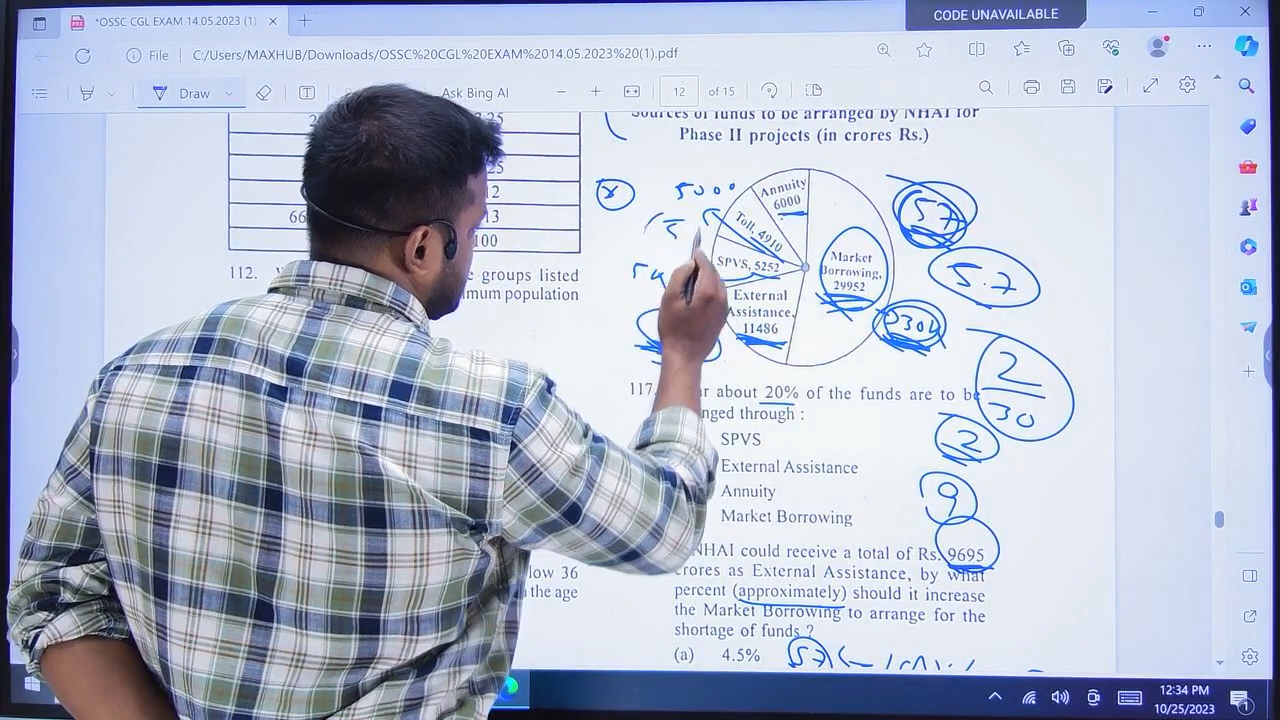 *OSSC CGL EXAM 14.05.2023 (1)
CODE UNAVAILABLE
File C:/Users/MAXHUB/Downloads/OSSC%20CGL%20EXAM%2014.05.2023%20(1).pdf
Draw
Ask Bing AI
12 of 15
Sources of funds to be arranged by NHAI for
Phase II projects (in crores Rs.)
25
12
66 13
100
112.
e groups listed
mum population
low 36
the age
5000
Annuity
6000
Toll, 4910
SPVS, 5252
External
Assistance,
11486
Market
Borrowing,
29952
57
5.7
2304
2
30
2
9
117. ar about 20% of the funds are to be
nged through :
SPVS
External Assistance
Annuity
Market Borrowing
NHAI could receive a total of Rs. 9695
crores as External Assistance, by what
percent (approximately) should it increase
the Market Borrowing to arrange for the
shortage of funds ?
(a) 4.5%
57
12:34 PM
10/25/2023